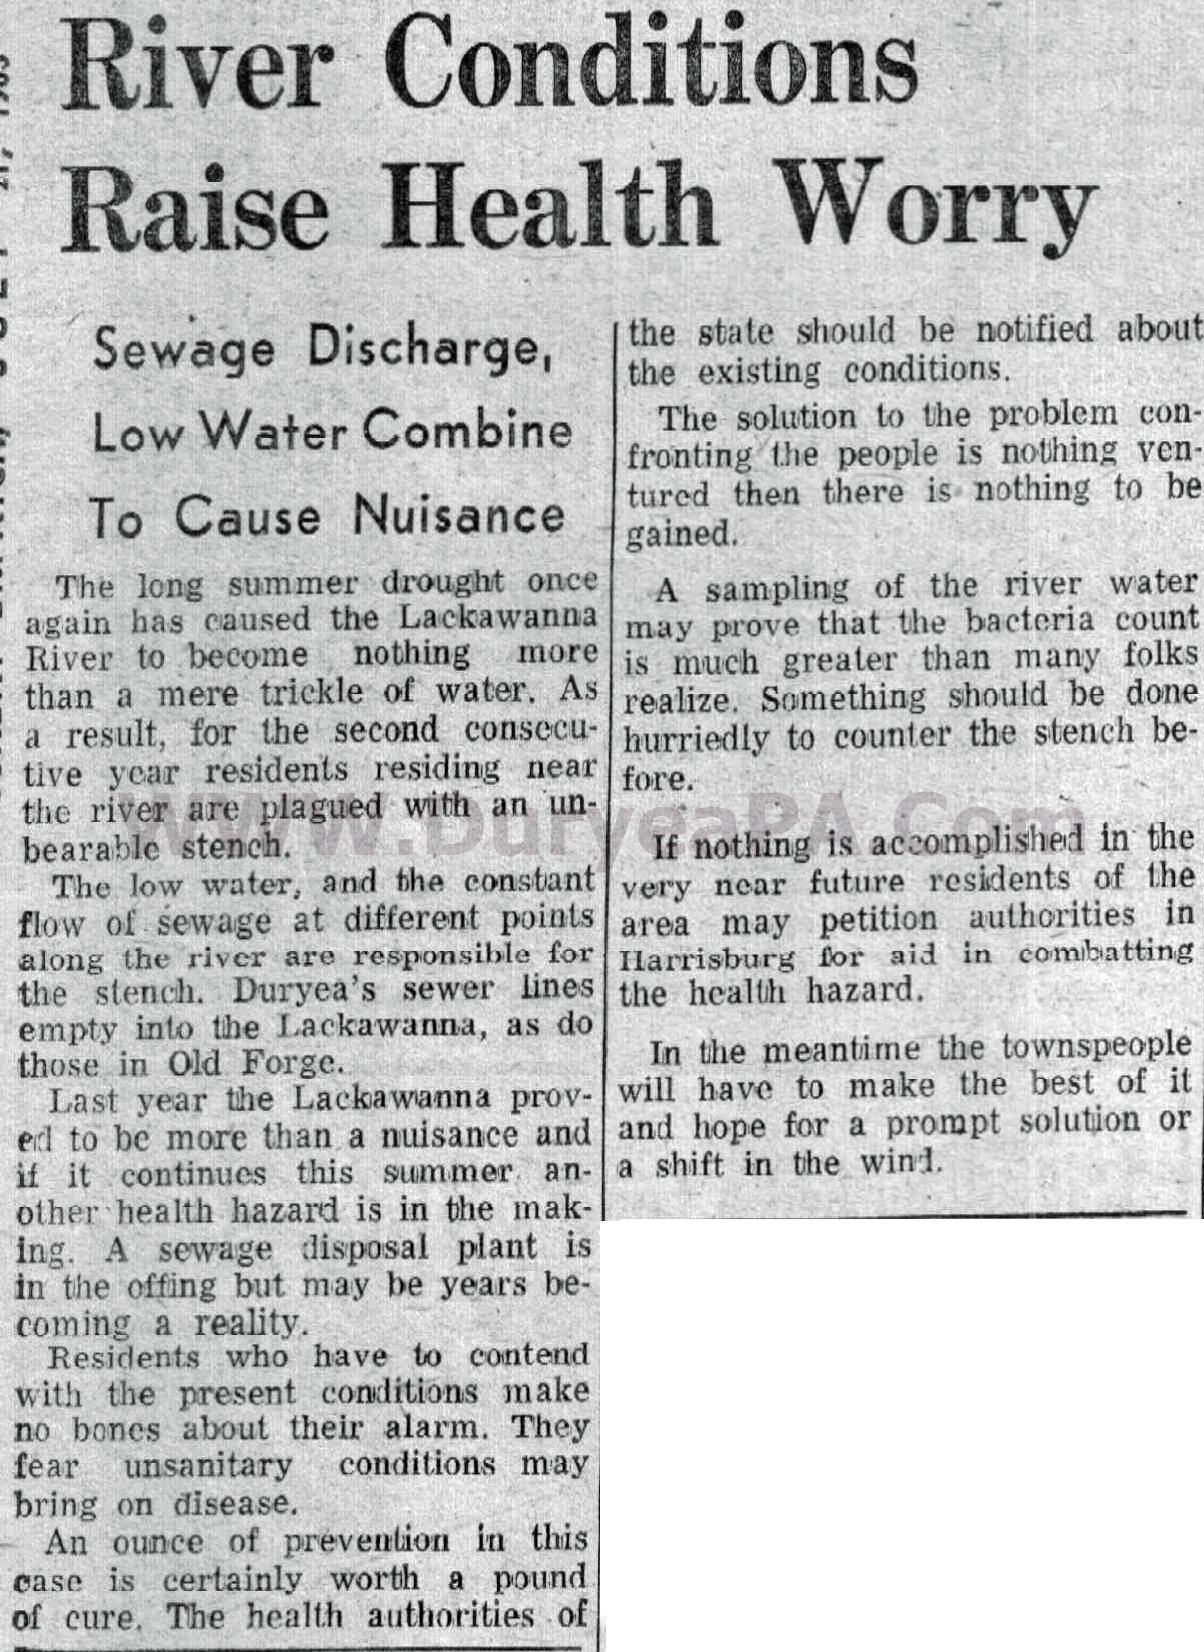 River Conditions
Raise Health Worry
Sewage Discharge,
Low Water Combine
To Cause Nuisance
The long summer drought once
again has caused the Lackawanna
River to become nothing more
than a mere trickle of water. As
a result, for the second consecu-
tive year residents residing near
the river are plagued with an un-
bearable stench.
The low water, and the constant
flow of sewage at different points
along the river are responsible for
the stench. Duryea's sewer lines
empty into the Lackawanna, as do
those in Old Forge.
Last year the Lackawanna prov-
ed to be more than a nuisance and
if it continues this summer an-
other health hazard is in the mak-
ing. A sewage disposal plant is
in the offing but may be years be-
coming a reality.
Residents who have to contend
with the present conditions make
no bones about their alarm. They
fear unsanitary conditions may
bring on disease.
An ounce of prevention in this
case is certainly worth a pound
of cure. The health authorities of
the state should be notified about
the existing conditions.
The solution to the problem con-
fronting the people is nothing ven-
tured then there is nothing to be
gained.
A sampling of the river water
may prove that the bacteria count
is much greater than many folks
realize. Something should be done
hurriedly to counter the stench be-
fore.
If nothing is accomplished in the
very near future residents of the
area may petition authorities in
Harrisburg for aid in combatting
the health hazard.
In the meantime the townspeople
will have to make the best of it
and hope for a prompt solution or
a shift in the wind.
www.DuryeaPA.Com